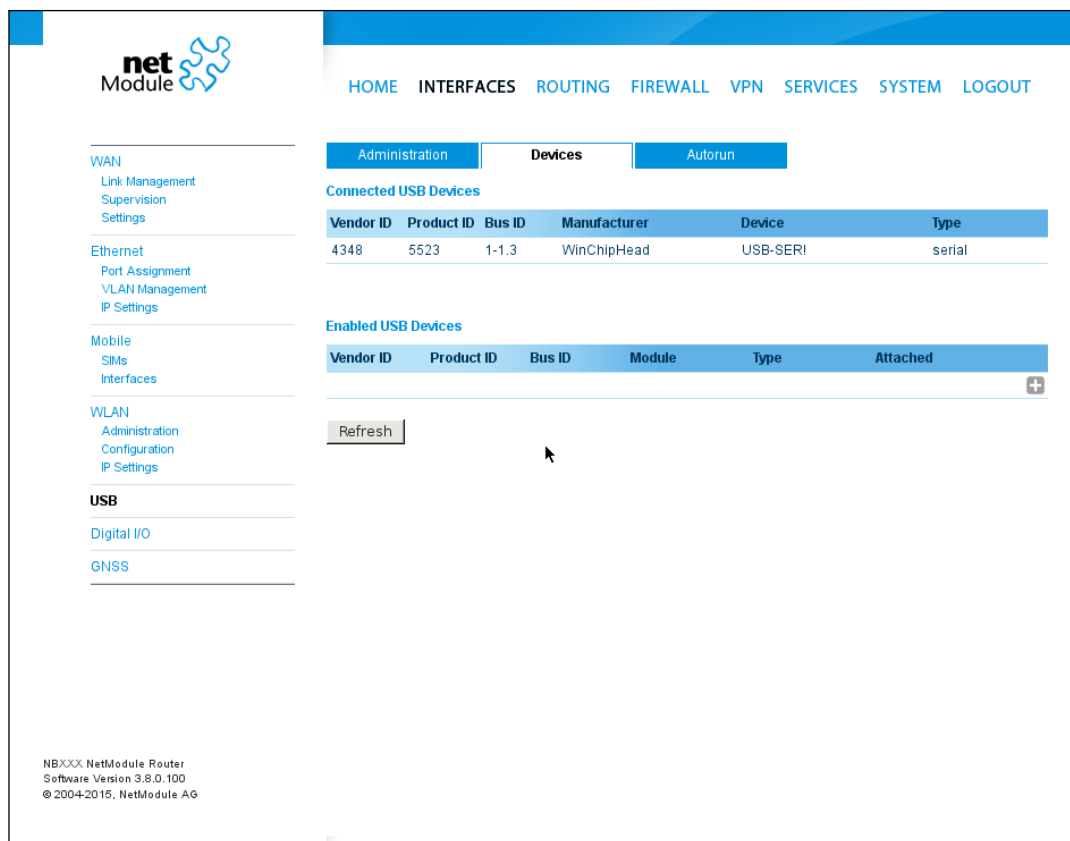 net
Module
HOME INTERFACES ROUTING FIREWALL VPN SERVICES SYSTEM LOGOUT
WAN
Link Management
Supervision
Settings
Ethernet
Port Assignment
VLAN Management
IP Settings
Mobile
SIMs
Interfaces
WLAN
Administration
Configuration
IP Settings
USB
Digital I/O
GNSS
Administration Devices Autorun
Connected USB Devices
Vendor ID Product ID Bus ID Manufacturer Device Type
4348 5523 1-1.3 WinChipHead USB-SER! serial
Enabled USB Devices
Vendor ID Product ID Bus ID Module Type Attached
Refresh
NBXXX NetModule Router
Software Version 3.8.0.100
© 2004-2015, NetModule AG